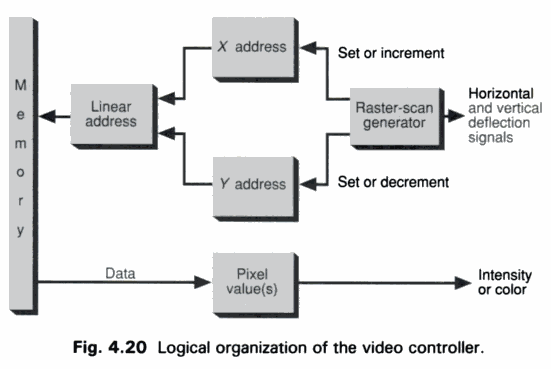 Memory
X address
Set or increment
Linear
address
Raster-scan
generator
Horizontal
and vertical
deflection
signals
Y address
Set or decrement
Data
Pixel
value(s)
Intensity
or color
Fig. 4.20 Logical organization of the video controller.